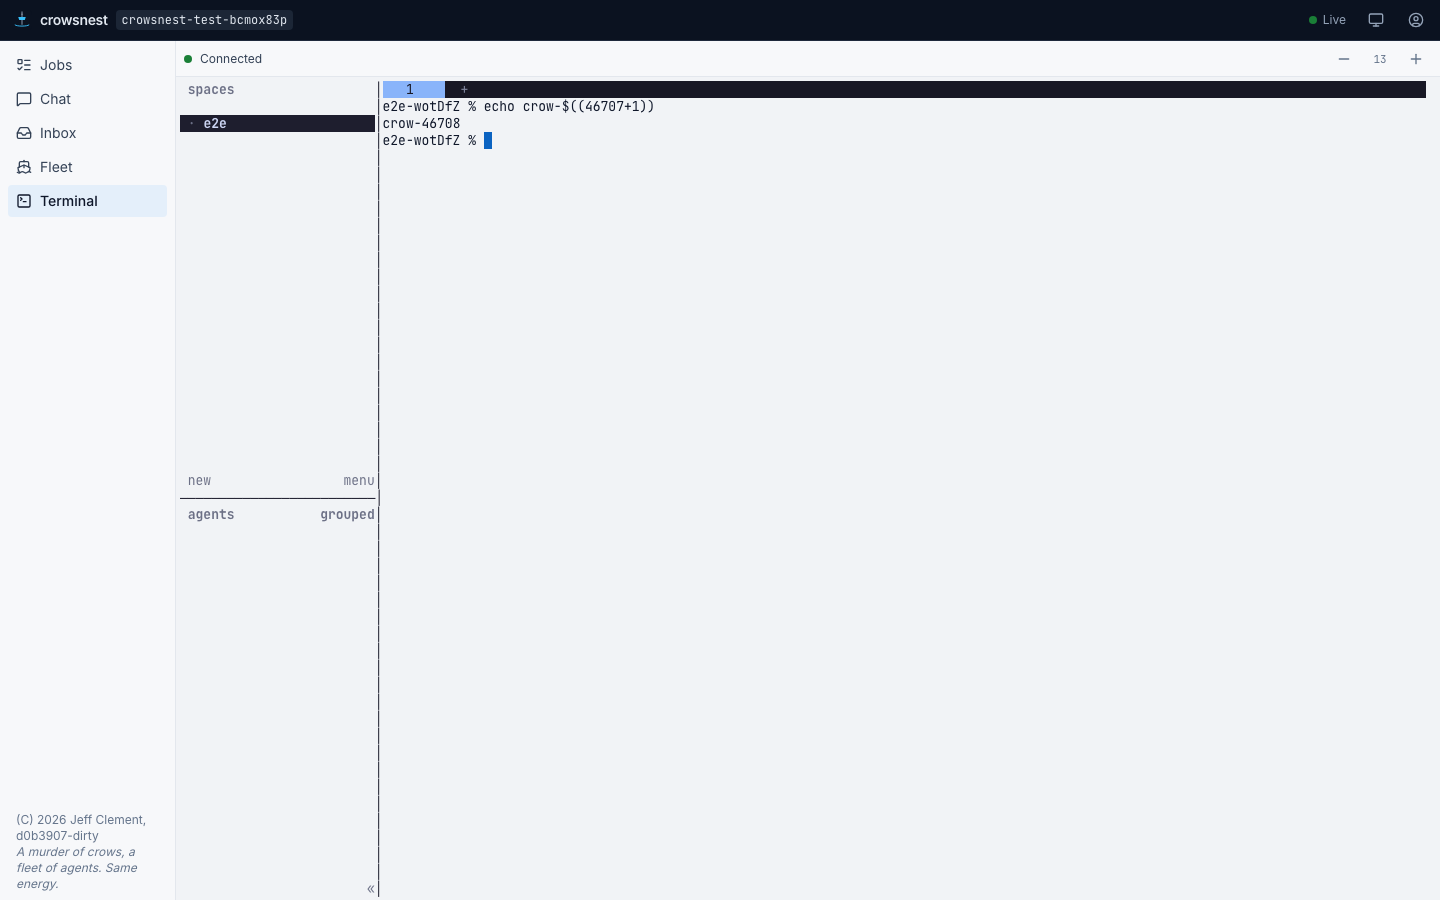 crowsnest crowsnest-test-bcmox83p
Live
Jobs
Chat
Inbox
Fleet
Terminal
(C) 2026 Jeff Clement,
d0b3907-dirty
A murder of crows, a
fleet of agents. Same
energy.
Connected
13
spaces
· e2e
new menu
agents grouped
«
1 +
e2e-wotDfZ % echo crow-$((46707+1))
crow-46708
e2e-wotDfZ %